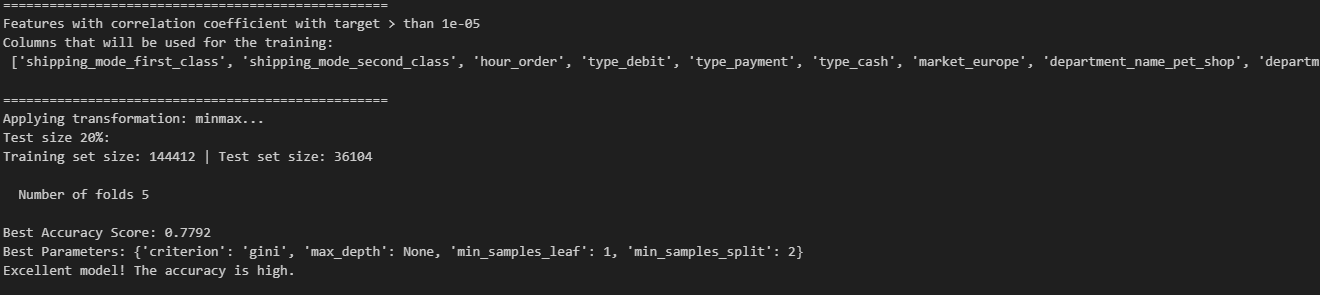 ==================================================
Features with correlation coefficient with target > than 1e-05
Columns that will be used for the training:
['shipping_mode_first_class', 'shipping_mode_second_class', 'hour_order', 'type_debit', 'type_payment', 'type_cash', 'market_europe', 'department_name_pet_shop', 'departm
==================================================
Applying transformation: minmax...
Test size 20%:
Training set size: 144412 | Test set size: 36104
Number of folds 5
Best Accuracy Score: 0.7792
Best Parameters: {'criterion': 'gini', 'max_depth': None, 'min_samples_leaf': 1, 'min_samples_split': 2}
Excellent model! The accuracy is high.